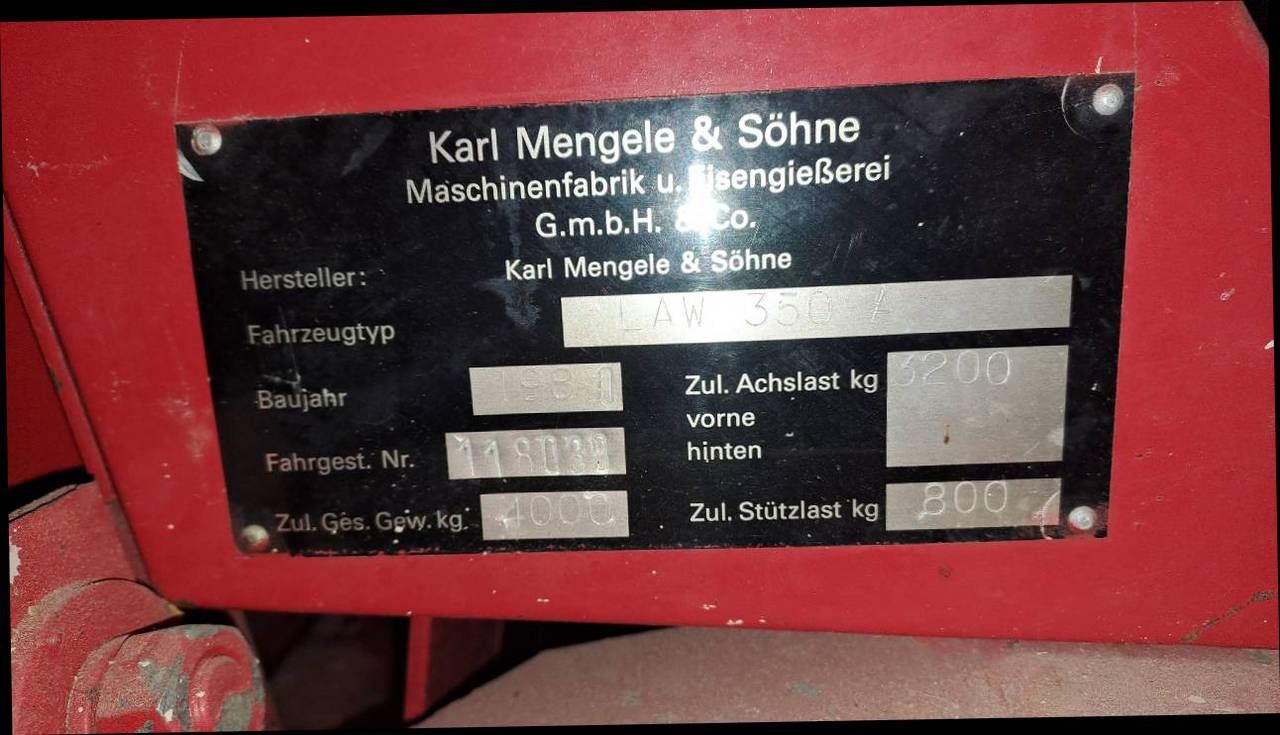 Karl Mengele & Söhne
Maschinenfabrik u. Eisengießerei
G.m.b.H. & Co.
Hersteller: Karl Mengele & Söhne
Fahrzeugtyp LAW 350 A
Baujahr
Zul. Achslast kg 3200
vorne
hinten
Fahrgest. Nr.
Zul. Ges. Gew. kg. 4000
Zul. Stützlast kg 800